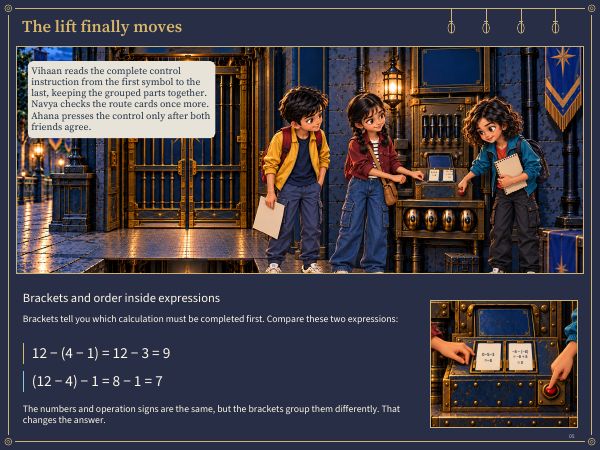 The lift finally moves
Vihaan reads the complete control
instruction from the first symbol to the
last, keeping the grouped parts together.
Navya checks the route cards once more.
Ahana presses the control only after both
friends agree.
Brackets and order inside expressions
Brackets tell you which calculation must be completed first. Compare these two expressions:
12 − (4 − 1) = 12 − 3 = 9
(12 − 4) − 1 = 8 − 1 = 7
The numbers and operation signs are the same, but the brackets group them differently. That
changes the answer.